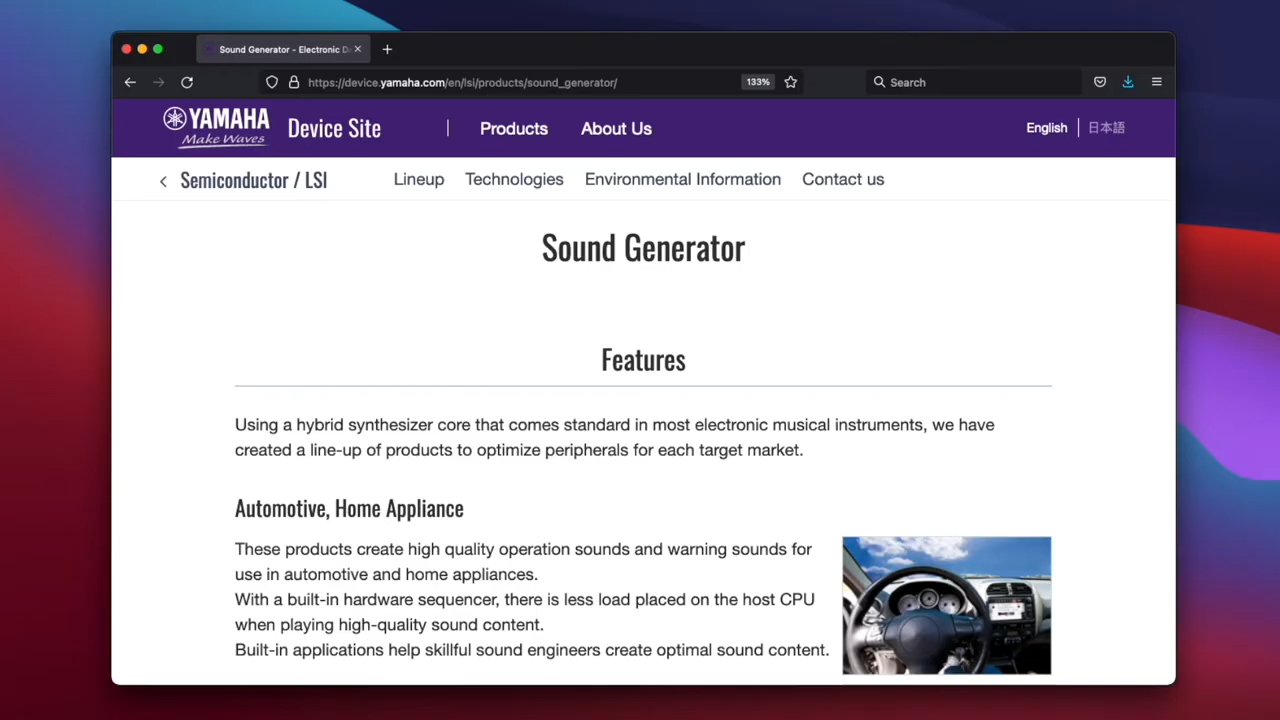 Sound Generator - Electronic D
https://device.yamaha.com/en/lsi/products/sound_generator/
133%
Search
YAMAHA
Make Waves
Device Site
Products
About Us
English
日本語
Semiconductor / LSI
Lineup
Technologies
Environmental Information
Contact us
Sound Generator
Features
Using a hybrid synthesizer core that comes standard in most electronic musical instruments, we have
created a line-up of products to optimize peripherals for each target market.
Automotive, Home Appliance
These products create high quality operation sounds and warning sounds for
use in automotive and home appliances.
With a built-in hardware sequencer, there is less load placed on the host CPU
when playing high-quality sound content.
Built-in applications help skillful sound engineers create optimal sound content.